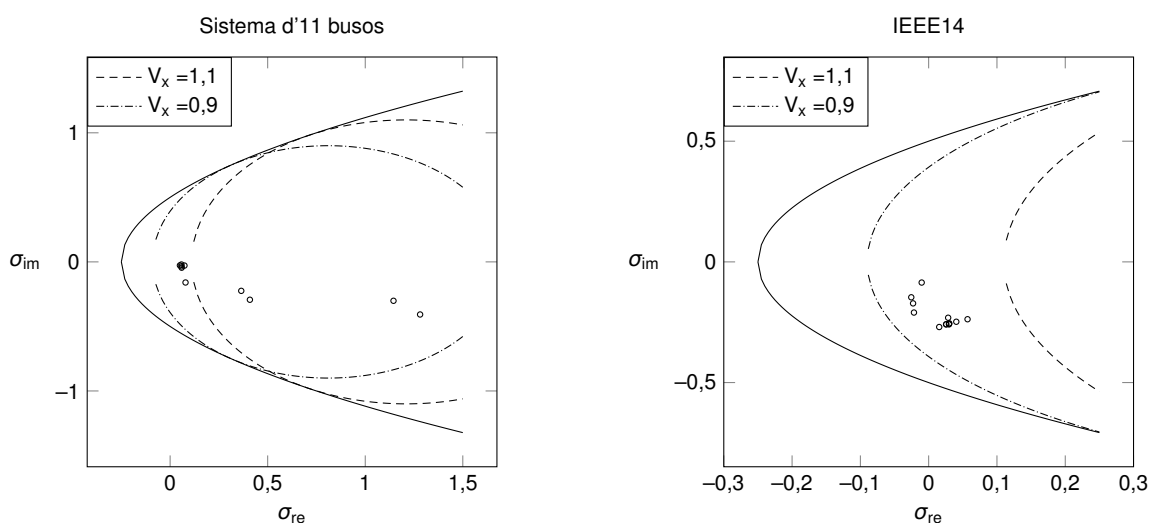 Sistema d'11 busos
V_x =1,1
V_x =0,9
1
0
−1
σ_im
0
0,5
1
1,5
σ_re
IEEE14
V_x =1,1
V_x =0,9
0,5
0
−0,5
σ_im
−0,3
−0,2
−0,1
0
0,1
0,2
0,3
σ_re